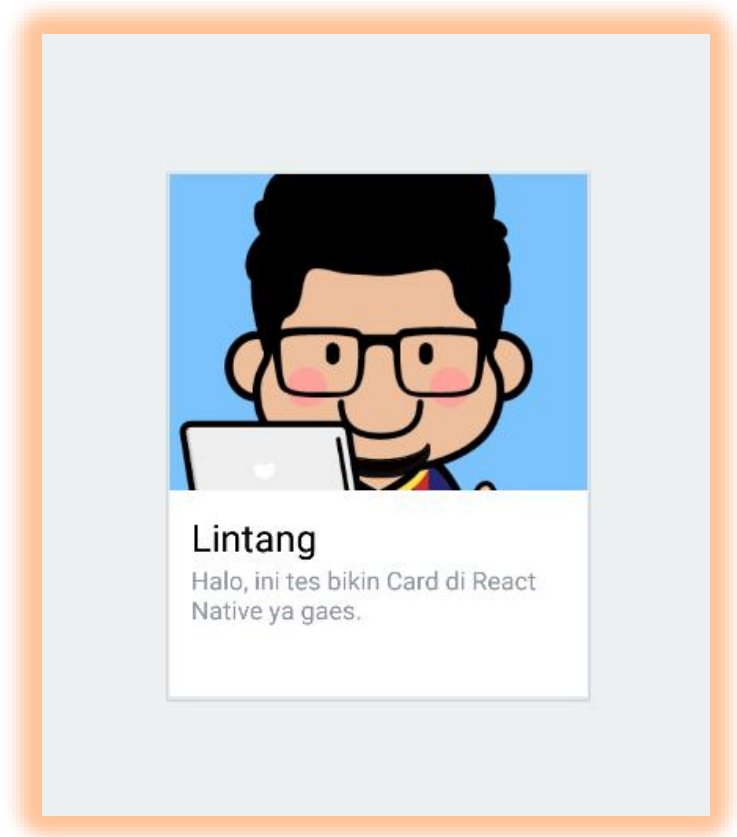 Lintang
Halo, ini tes bikin Card di React
Native ya gaes.